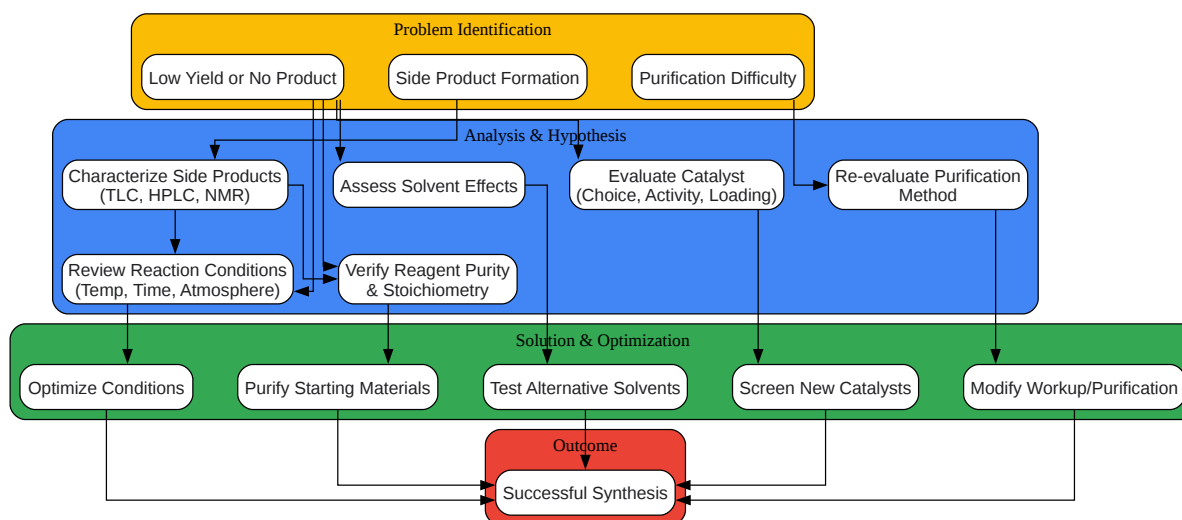 Problem Identification
Low Yield or No Product
Side Product Formation
Purification Difficulty
Analysis & Hypothesis
Characterize Side Products
(TLC, HPLC, NMR)
Assess Solvent Effects
Evaluate Catalyst
(Choice, Activity, Loading)
Re-evaluate Purification
Method
Review Reaction Conditions
(Temp, Time, Atmosphere)
Verify Reagent Purity
& Stoichiometry
Solution & Optimization
Optimize Conditions
Purify Starting Materials
Test Alternative Solvents
Screen New Catalysts
Modify Workup/Purification
Outcome
Successful Synthesis